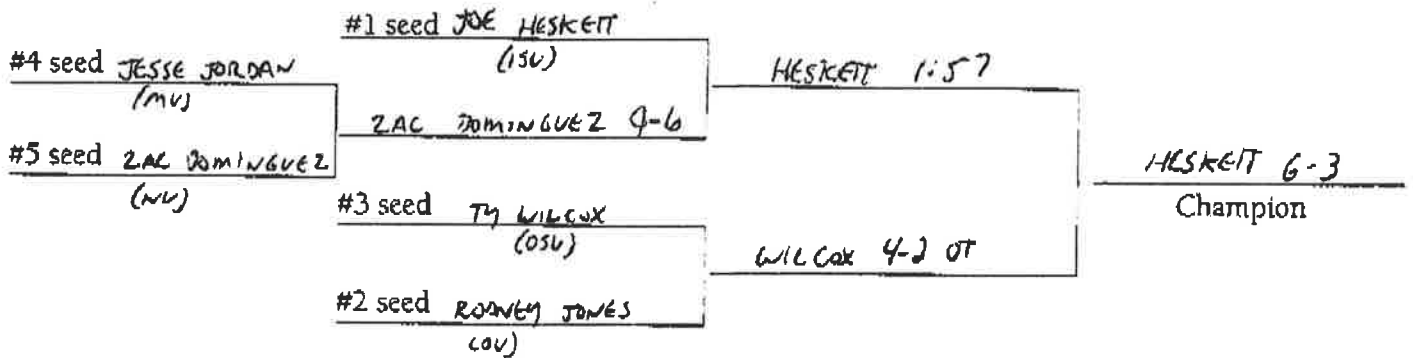 #1 seed JOE HESKETT
(ISU)
#4 seed JESSE JORDAN
(MU)
HESKETT 1:57
ZAC DOMINGUEZ 9-6
#5 seed ZAC DOMINGUEZ
(NU)
HESKETT 6-3
Champion
#3 seed TY WILCOX
(OSU)
WILCOX 4-2 OT
#2 seed RODNEY JONES
(OU)